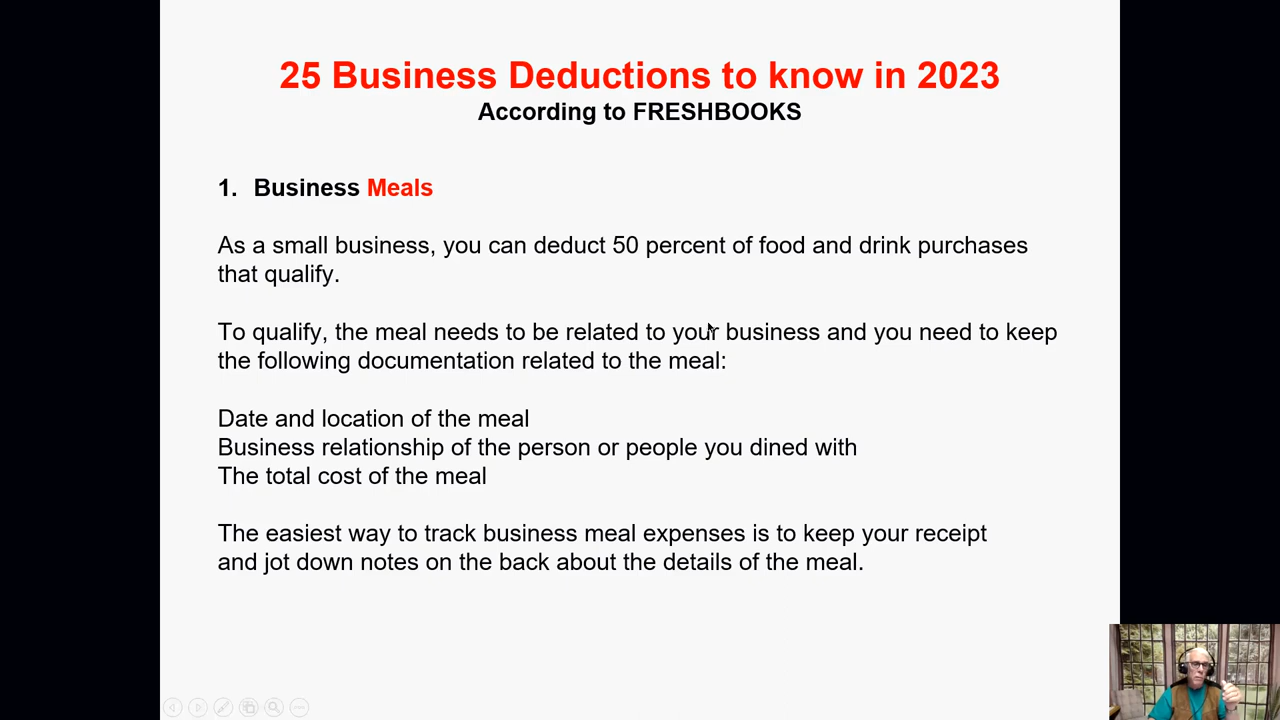 25 Business Deductions to know in 2023
According to FRESHBOOKS
1. Business Meals
As a small business, you can deduct 50 percent of food and drink purchases
that qualify.
To qualify, the meal needs to be related to your business and you need to keep
the following documentation related to the meal:
Date and location of the meal
Business relationship of the person or people you dined with
The total cost of the meal
The easiest way to track business meal expenses is to keep your receipt
and jot down notes on the back about the details of the meal.